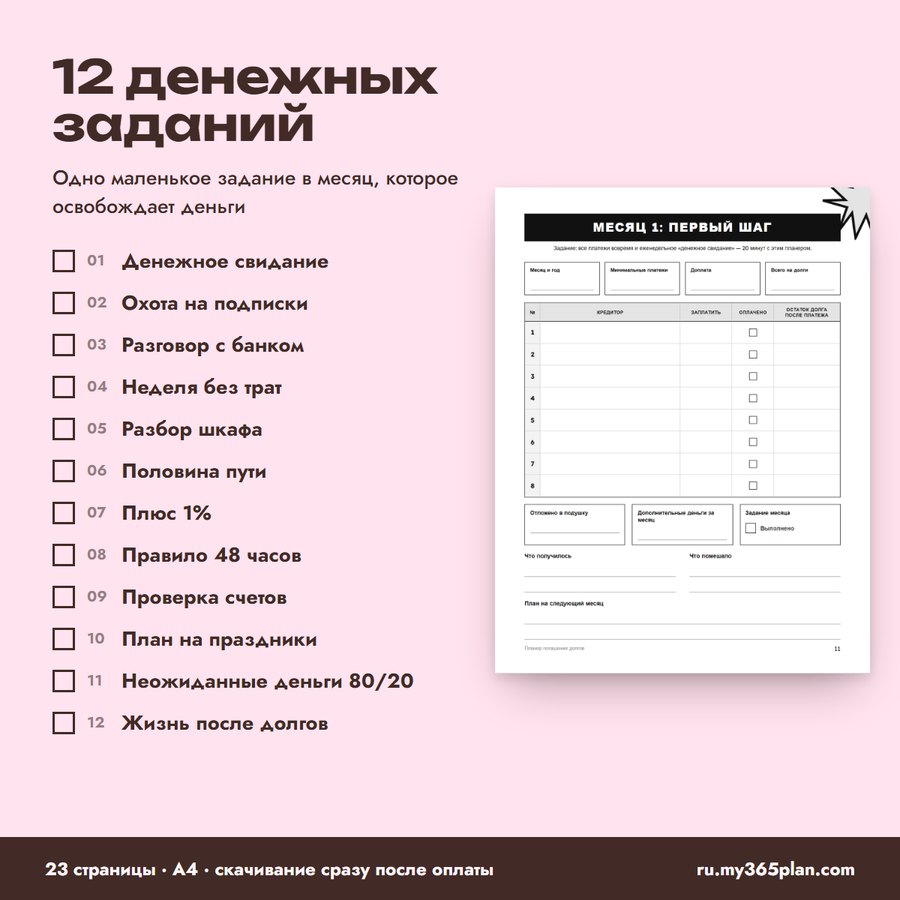 12 денежных
заданий
Одно маленькое задание в месяц, которое
освобождает деньги
01 Денежное свидание
02 Охота на подписки
03 Разговор с банком
04 Неделя без трат
05 Разбор шкафа
06 Половина пути
07 Плюс 1%
08 Правило 48 часов
09 Проверка счетов
10 План на праздники
11 Неожиданные деньги 80/20
12 Жизнь после долгов
МЕСЯЦ 1: ПЕРВЫЙ ШАГ
Задание: все платежи вовремя и еженедельное «денежное свидание» — 20 минут с этим планером.
Месяц и год Минимальные платежи Доплата Всего на долги
№ КРЕДИТОР ЗАПЛАТИТЬ ОПЛАЧЕНО ОСТАТОК ДОЛГА
ПОСЛЕ ПЛАТЕЖА
1
2
3
4
5
6
7
8
Отложено в подушку Дополнительные деньги за Задание месяца
месяц
Выполнено
Что получилось Что помешало
План на следующий месяц
Планер погашения долгов 11
23 страницы · A4 · скачивание сразу после оплаты ru.my365plan.com